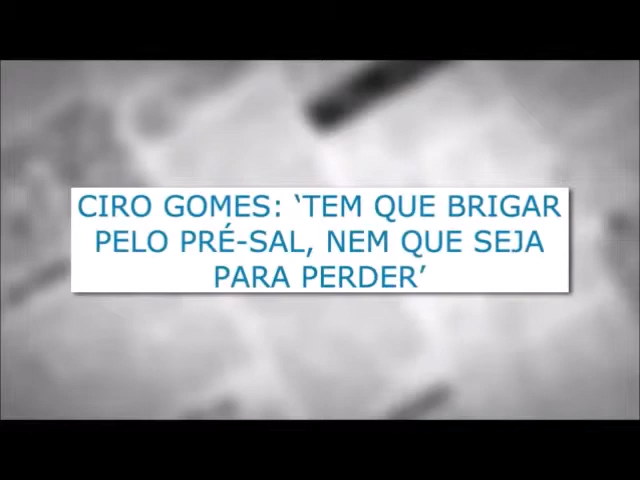 CIRO GOMES: ‘TEM QUE BRIGAR
PELO PRÉ-SAL, NEM QUE SEJA
PARA PERDER’